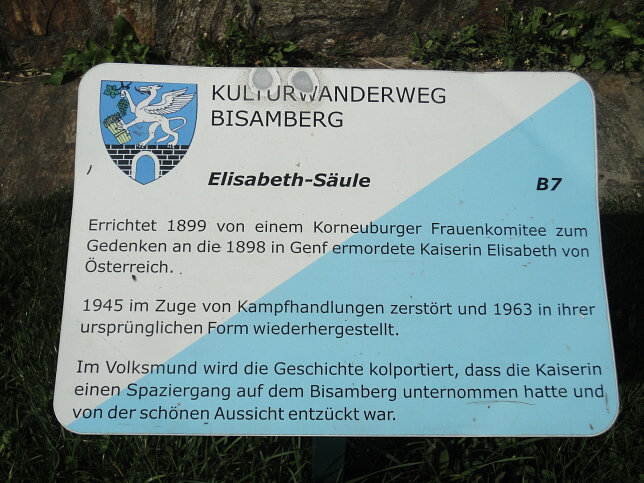 KULTURWANDERWEG
BISAMBERG
Elisabeth-Säule B7
Errichtet 1899 von einem Korneuburger Frauenkomitee zum
Gedenken an die 1898 in Genf ermordete Kaiserin Elisabeth von
Österreich.
1945 im Zuge von Kampfhandlungen zerstört und 1963 in ihrer
ursprünglichen Form wiederhergestellt.
Im Volksmund wird die Geschichte kolportiert, dass die Kaiserin
einen Spaziergang auf dem Bisamberg unternommen hatte und
von der schönen Aussicht entzückt war.